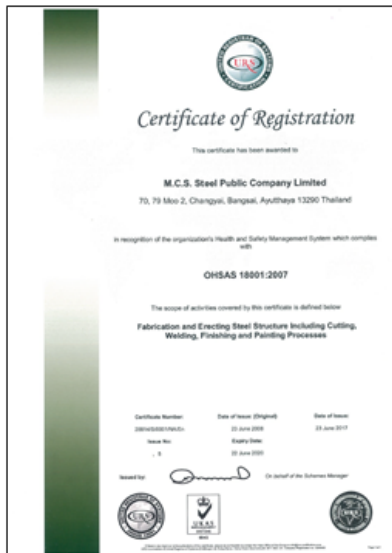 URS
Certificate of Registration
This certificate has been awarded to
M.C.S. Steel Public Company Limited
70, 79 Moo 2, Changyai, Bangsai, Ayutthaya 13290 Thailand
in recognition of the organization's Health and Safety Management System which complies
with
OHSAS 18001:2007
The scope of activities covered by this certificate is defined below
Fabrication and Erecting Steel Structure Including Cutting,
Welding, Finishing and Painting Processes
Certificate Number: Date of Issue (Original) Date of Issue:
23 June 2017
Issue No: Expiry Date:
22 June 2020
Issued by: On behalf of the Schemes Manager
URS
UKAS